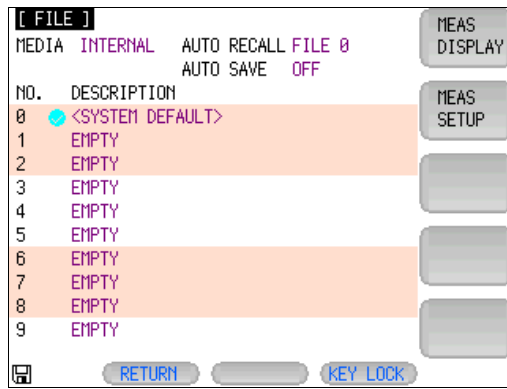 [ FILE ]
MEDIA INTERNAL AUTO RECALL FILE 0
AUTO SAVE OFF
NO. DESCRIPTION
0 <SYSTEM DEFAULT>
1 EMPTY
2 EMPTY
3 EMPTY
4 EMPTY
5 EMPTY
6 EMPTY
7 EMPTY
8 EMPTY
9 EMPTY
RETURN KEY LOCK
MEAS
DISPLAY
MEAS
SETUP